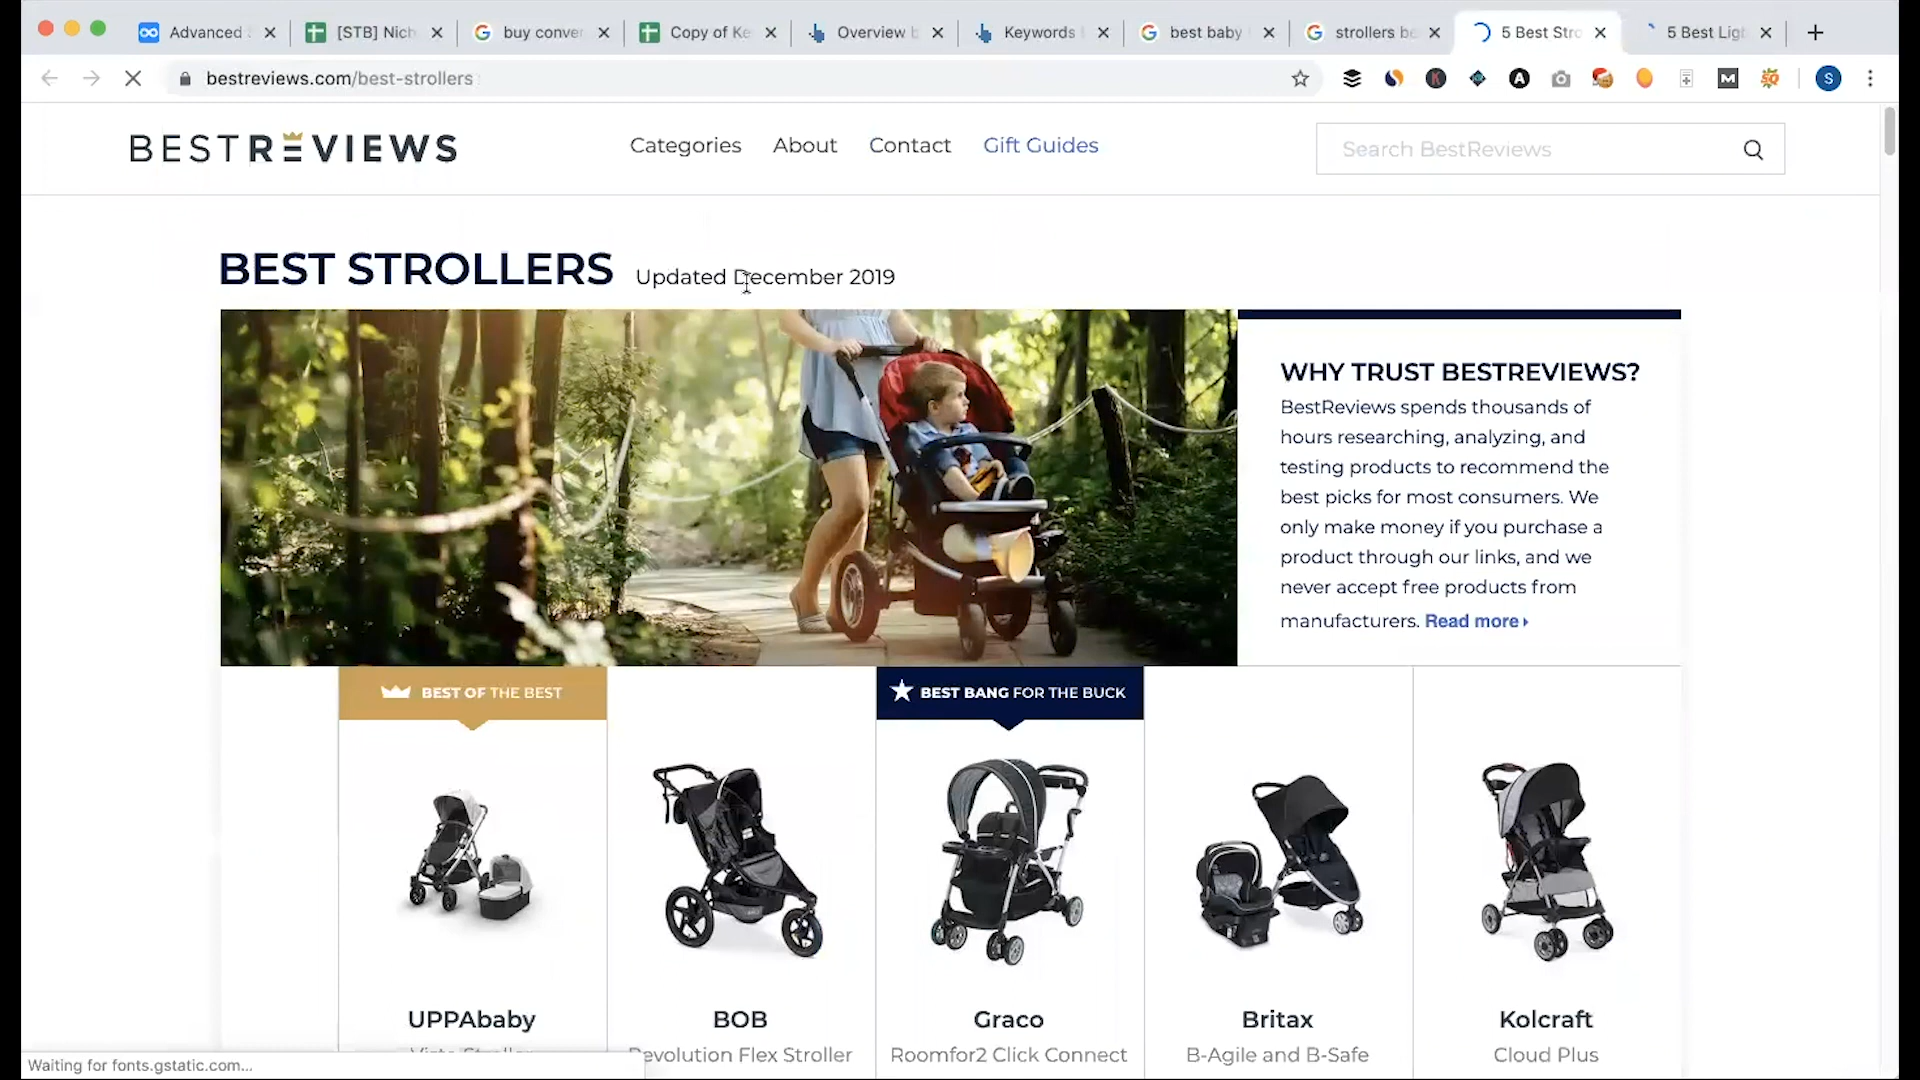 Advanced
[STB] Nich
buy conver
Copy of Ke
Overview
Keywords
best baby
strollers be
5 Best Stro
5 Best Ligh
bestreviews.com/best-strollers
S
BESTREVIEWS
Categories
About
Contact
Gift Guides
Search BestReviews
BEST STROLLERS
Updated December 2019
WHY TRUST BESTREVIEWS?
BestReviews spends thousands of
hours researching, analyzing, and
testing products to recommend the
best picks for most consumers. We
only make money if you purchase a
product through our links, and we
never accept free products from
manufacturers. Read more
BEST OF THE BEST
BEST BANG FOR THE BUCK
UPPAbaby
BOB
Graco
Britax
Kolcraft
Vista Stroller
Revolution Flex Stroller
Roomfor2 Click Connect
B-Agile and B-Safe
Cloud Plus
Waiting for fonts.gstatic.com...